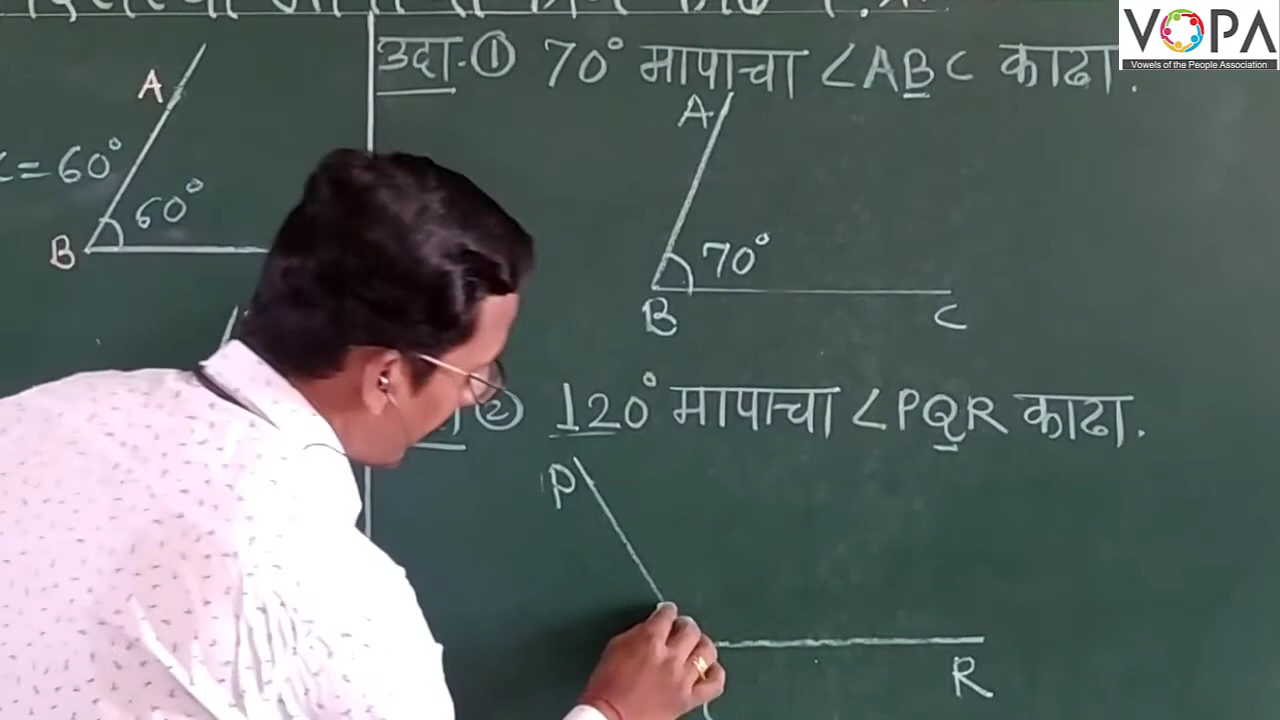 A
C=60°
60°
B
उदा.① 70° मापाचा ∠ABC काढा.
A
70°
B
C
② 120° मापाचा ∠PQR काढा.
P
R
VOPA
Vowels of the People Association